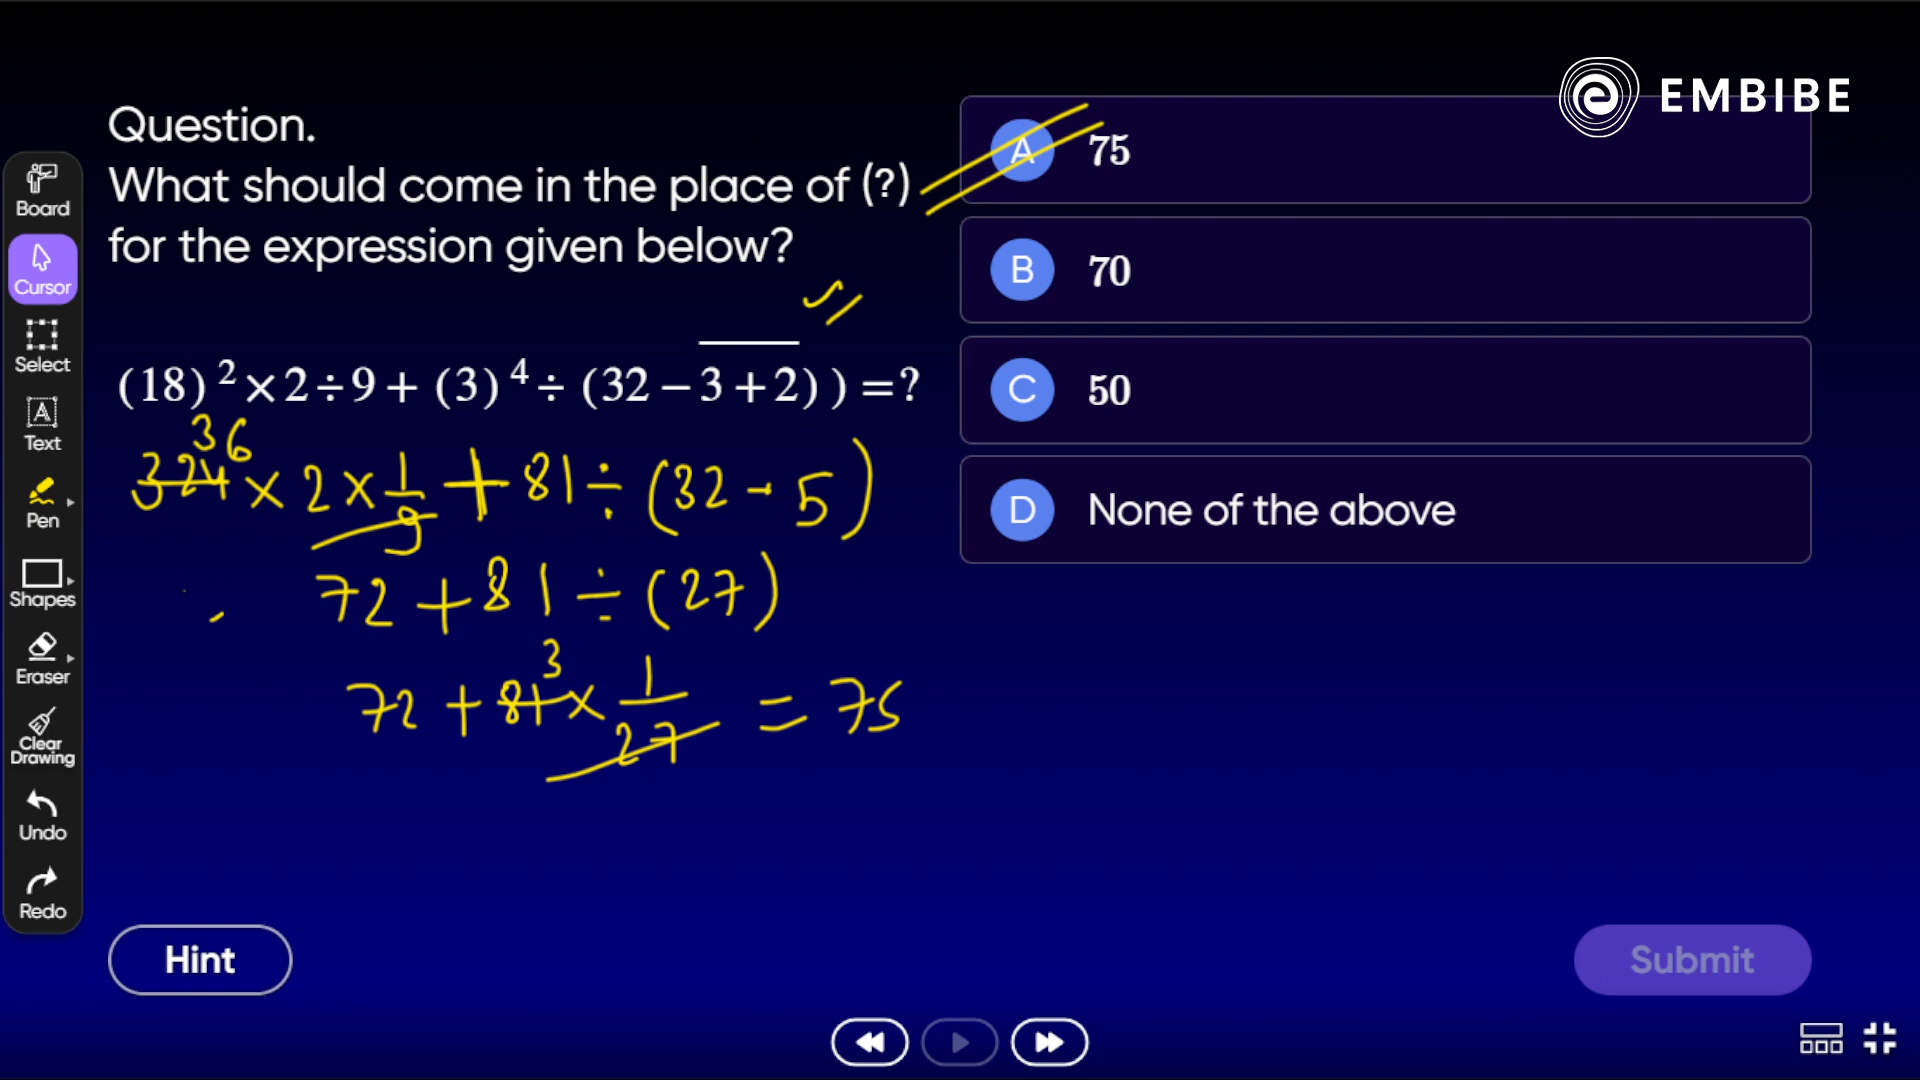 EMBIBE
Question.
What should come in the place of (?)
for the expression given below?
(18)² × 2 ÷ 9 + (3)⁴ ÷ (32 − 3 + 2)) = ?
36
324 × 2 × 1/9 + 81 ÷ (32 - 5)
72 + 81 ÷ (27)
3
72 + 81 × 1/27 = 75
A 75
B 70
C 50
D None of the above
Board
Cursor
Select
Text
Pen
Shapes
Eraser
Clear
Drawing
Undo
Redo
Hint
Submit